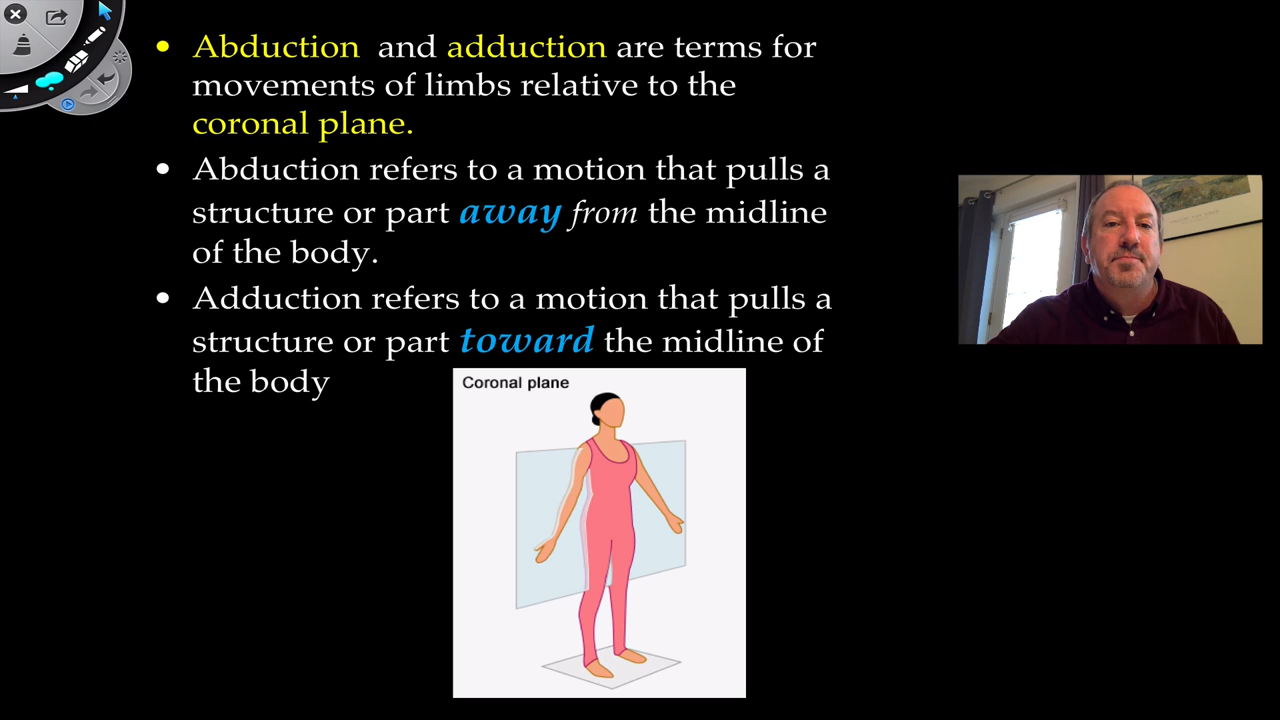 • Abduction and adduction are terms for
movements of limbs relative to the
coronal plane.
• Abduction refers to a motion that pulls a
structure or part away from the midline
of the body.
• Adduction refers to a motion that pulls a
structure or part toward the midline of
the body
Coronal plane